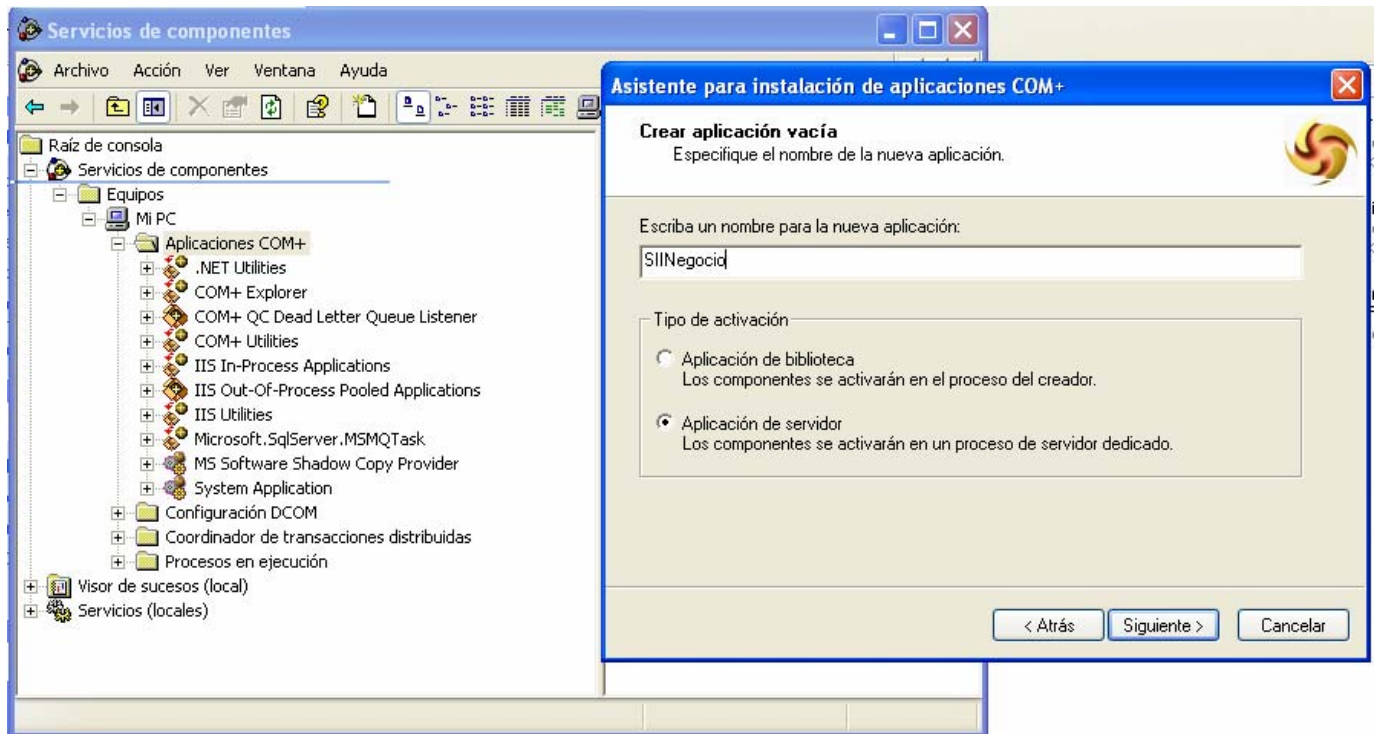 Servicios de componentes
Archivo Acción Ver Ventana Ayuda
Raíz de consola
Servicios de componentes
Equipos
Mi PC
Aplicaciones COM+
.NET Utilities
COM+ Explorer
COM+ QC Dead Letter Queue Listener
COM+ Utilities
IIS In-Process Applications
IIS Out-Of-Process Pooled Applications
IIS Utilities
Microsoft.SqlServer.MSMQTask
MS Software Shadow Copy Provider
System Application
Configuración DCOM
Coordinador de transacciones distribuidas
Procesos en ejecución
Visor de sucesos (local)
Servicios (locales)
Asistente para instalación de aplicaciones COM+
Crear aplicación vacía
Especifique el nombre de la nueva aplicación.
Escriba un nombre para la nueva aplicación:
SIINegocio
Tipo de activación
Aplicación de biblioteca
Los componentes se activarán en el proceso del creador.
Aplicación de servidor
Los componentes se activarán en un proceso de servidor dedicado.
< Atrás Siguiente > Cancelar